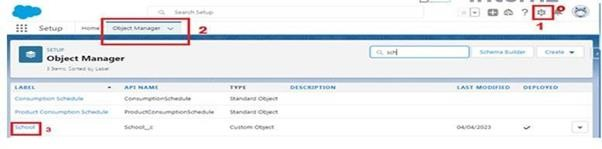 Search Setup
1
Setup Home Object Manager 2
SETUP
Object Manager
3 Items, Sorted by Label
sch
Schema Builder
Create
LABEL API NAME TYPE DESCRIPTION LAST MODIFIED DEPLOYED
Consumption Schedule ConsumptionSchedule Standard Object
Product Consumption Schedule ProductConsumptionSchedule Standard Object
School 3 School__c Custom Object 04/04/2023